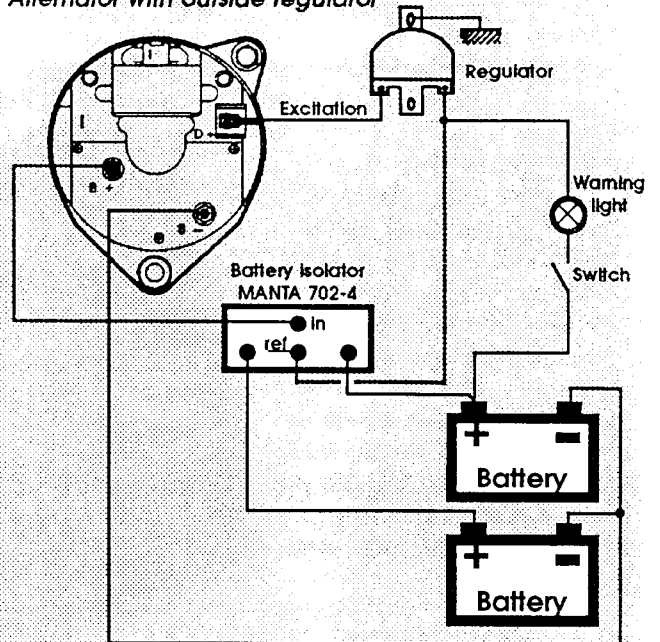 Alternator with outside regulator
Regulator
Excitation
D +
B +
B -
Warning
light
Switch
Battery Isolator
MANTA 702-4
in
ref
+ -
Battery
+ -
Battery